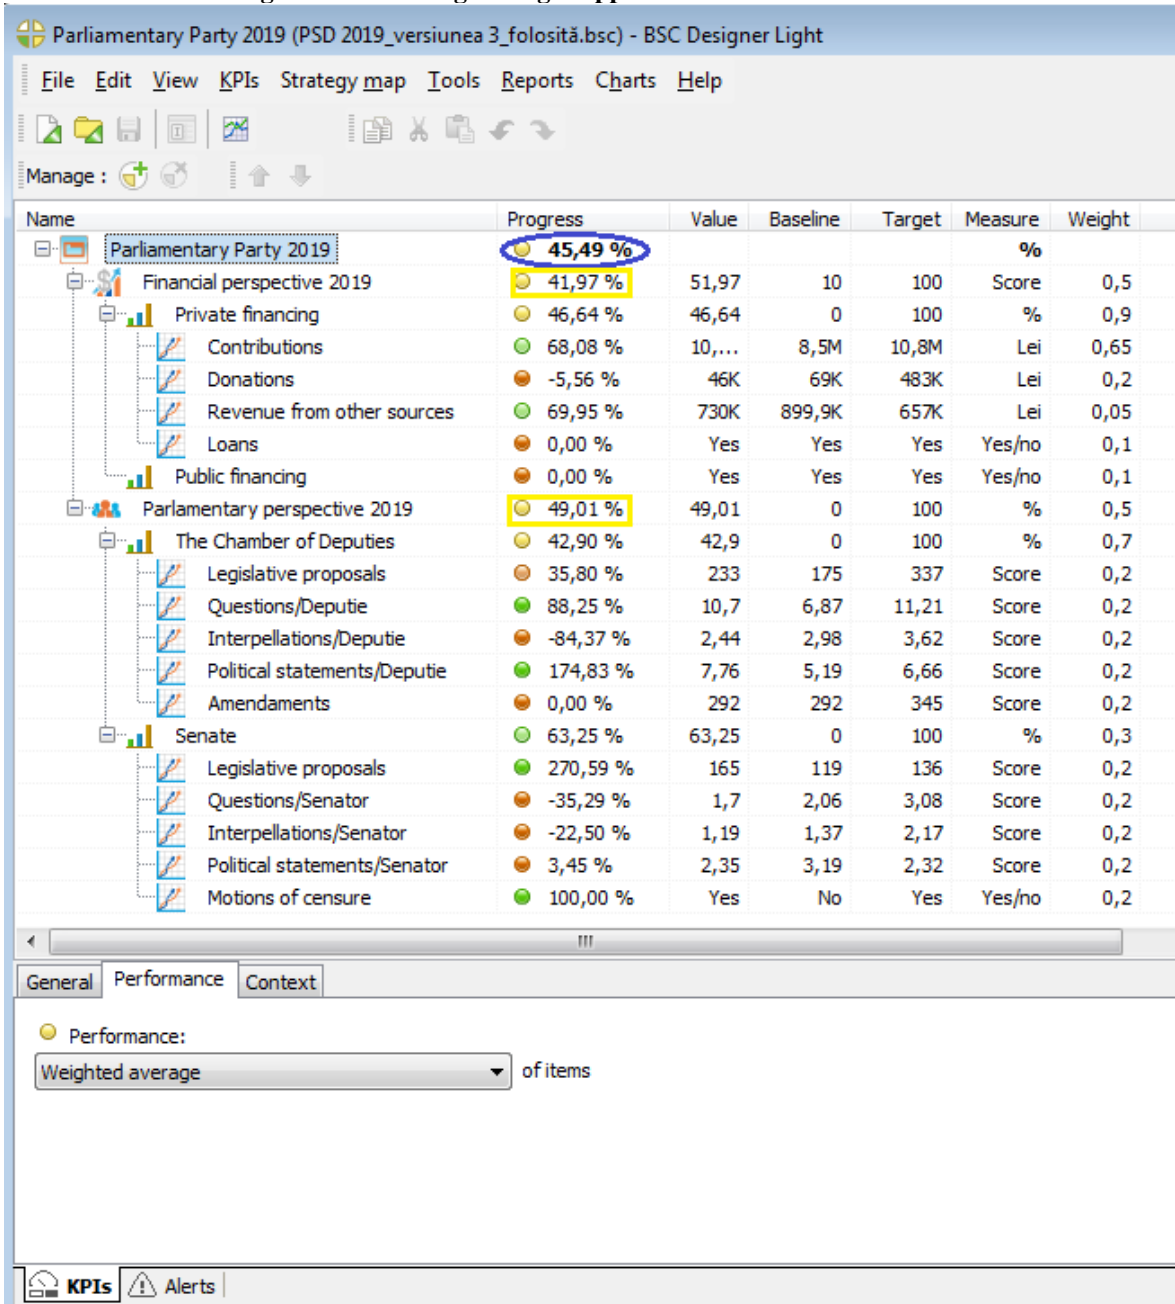 Parliamentary Party 2019 (PSD 2019_versiunea 3_folosită.bsc) - BSC Designer Light
File Edit View KPIs Strategy map Tools Reports Charts Help
Manage :
Name Progress Value Baseline Target Measure Weight
Parliamentary Party 2019 45,49 % %
Financial perspective 2019 41,97 % 51,97 10 100 Score 0,5
Private financing 46,64 % 46,64 0 100 % 0,9
Contributions 68,08 % 10,... 8,5M 10,8M Lei 0,65
Donations -5,56 % 46K 69K 483K Lei 0,2
Revenue from other sources 69,95 % 730K 899,9K 657K Lei 0,05
Loans 0,00 % Yes Yes Yes Yes/no 0,1
Public financing 0,00 % Yes Yes Yes Yes/no 0,1
Parlamentary perspective 2019 49,01 % 49,01 0 100 % 0,5
The Chamber of Deputies 42,90 % 42,9 0 100 % 0,7
Legislative proposals 35,80 % 233 175 337 Score 0,2
Questions/Deputie 88,25 % 10,7 6,87 11,21 Score 0,2
Interpellations/Deputie -84,37 % 2,44 2,98 3,62 Score 0,2
Political statements/Deputie 174,83 % 7,76 5,19 6,66 Score 0,2
Amendaments 0,00 % 292 292 345 Score 0,2
Senate 63,25 % 63,25 0 100 % 0,3
Legislative proposals 270,59 % 165 119 136 Score 0,2
Questions/Senator -35,29 % 1,7 2,06 3,08 Score 0,2
Interpellations/Senator -22,50 % 1,19 1,37 2,17 Score 0,2
Political statements/Senator 3,45 % 2,35 3,19 2,32 Score 0,2
Motions of censure 100,00 % Yes No Yes Yes/no 0,2
General Performance Context
Performance:
Weighted average of items
KPIs Alerts